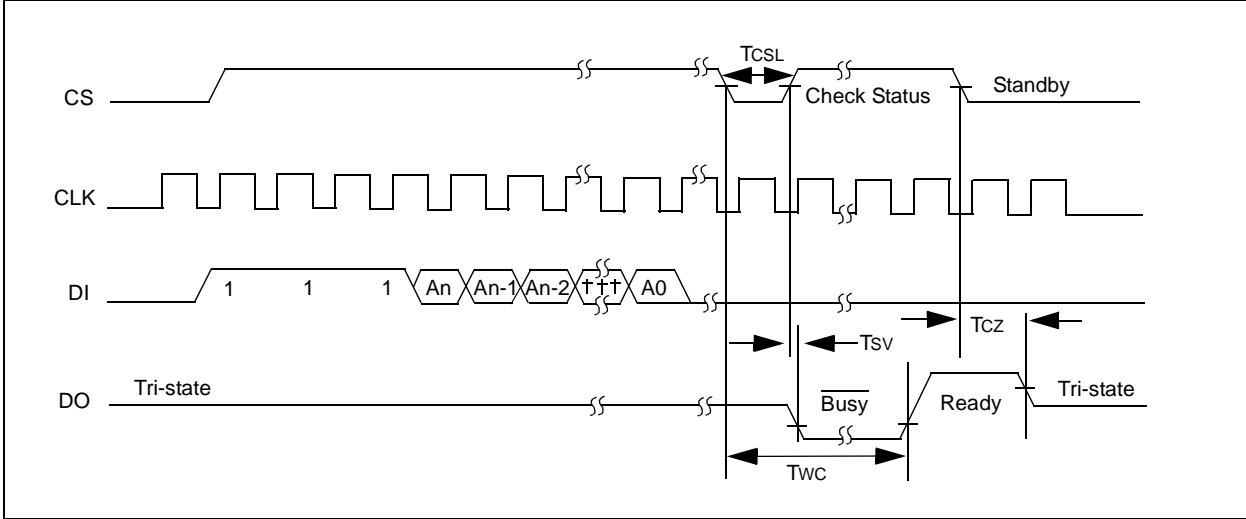 TCSL
CS
Check Status
Standby
CLK
DI
1 1 1 An An-1 An-2 ††† A0
TCZ
TSV
Tri-state
DO
Busy
Ready
Tri-state
TWC